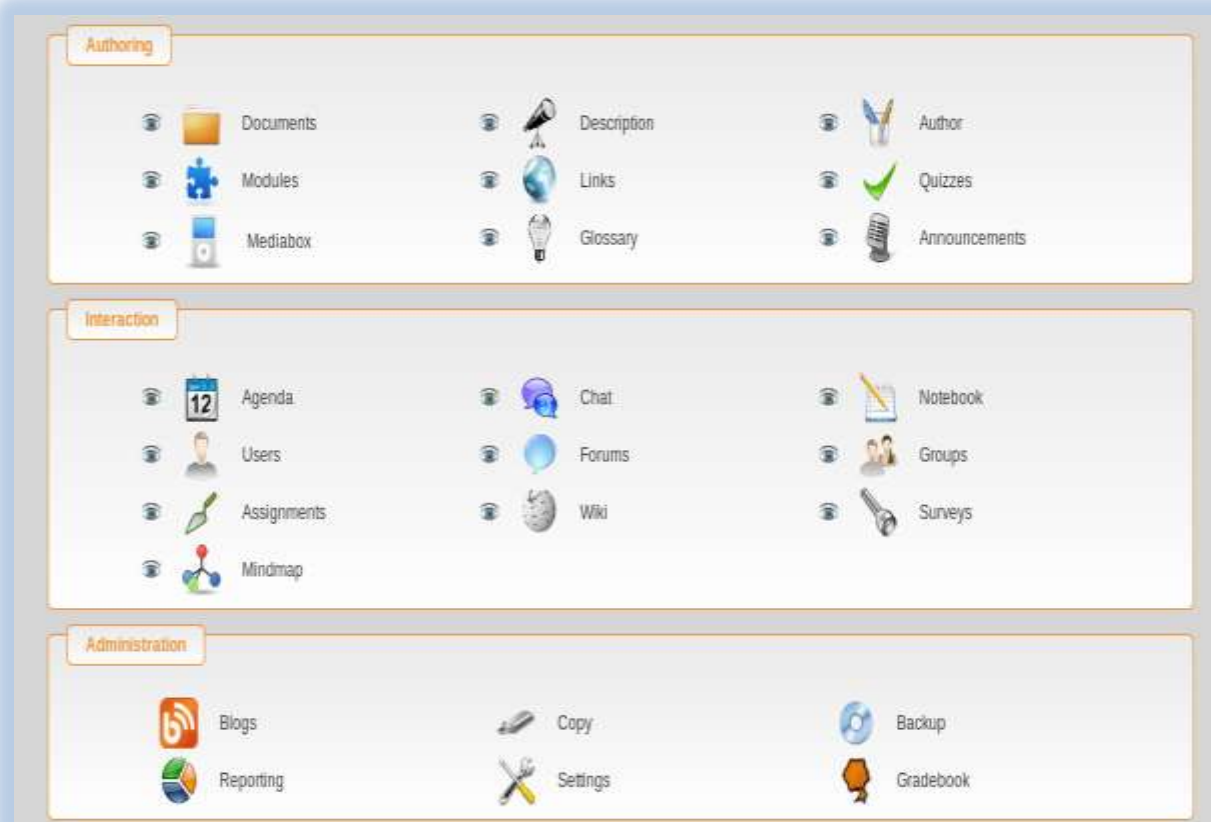 Authoring
Documents Description Author
Modules Links Quizzes
Mediabox Glossary Announcements
Interaction
12
Agenda Chat Notebook
Users Forums Groups
Assignments Wiki Surveys
Mindmap
Administration
b
Blogs Copy Backup
Reporting Settings Gradebook